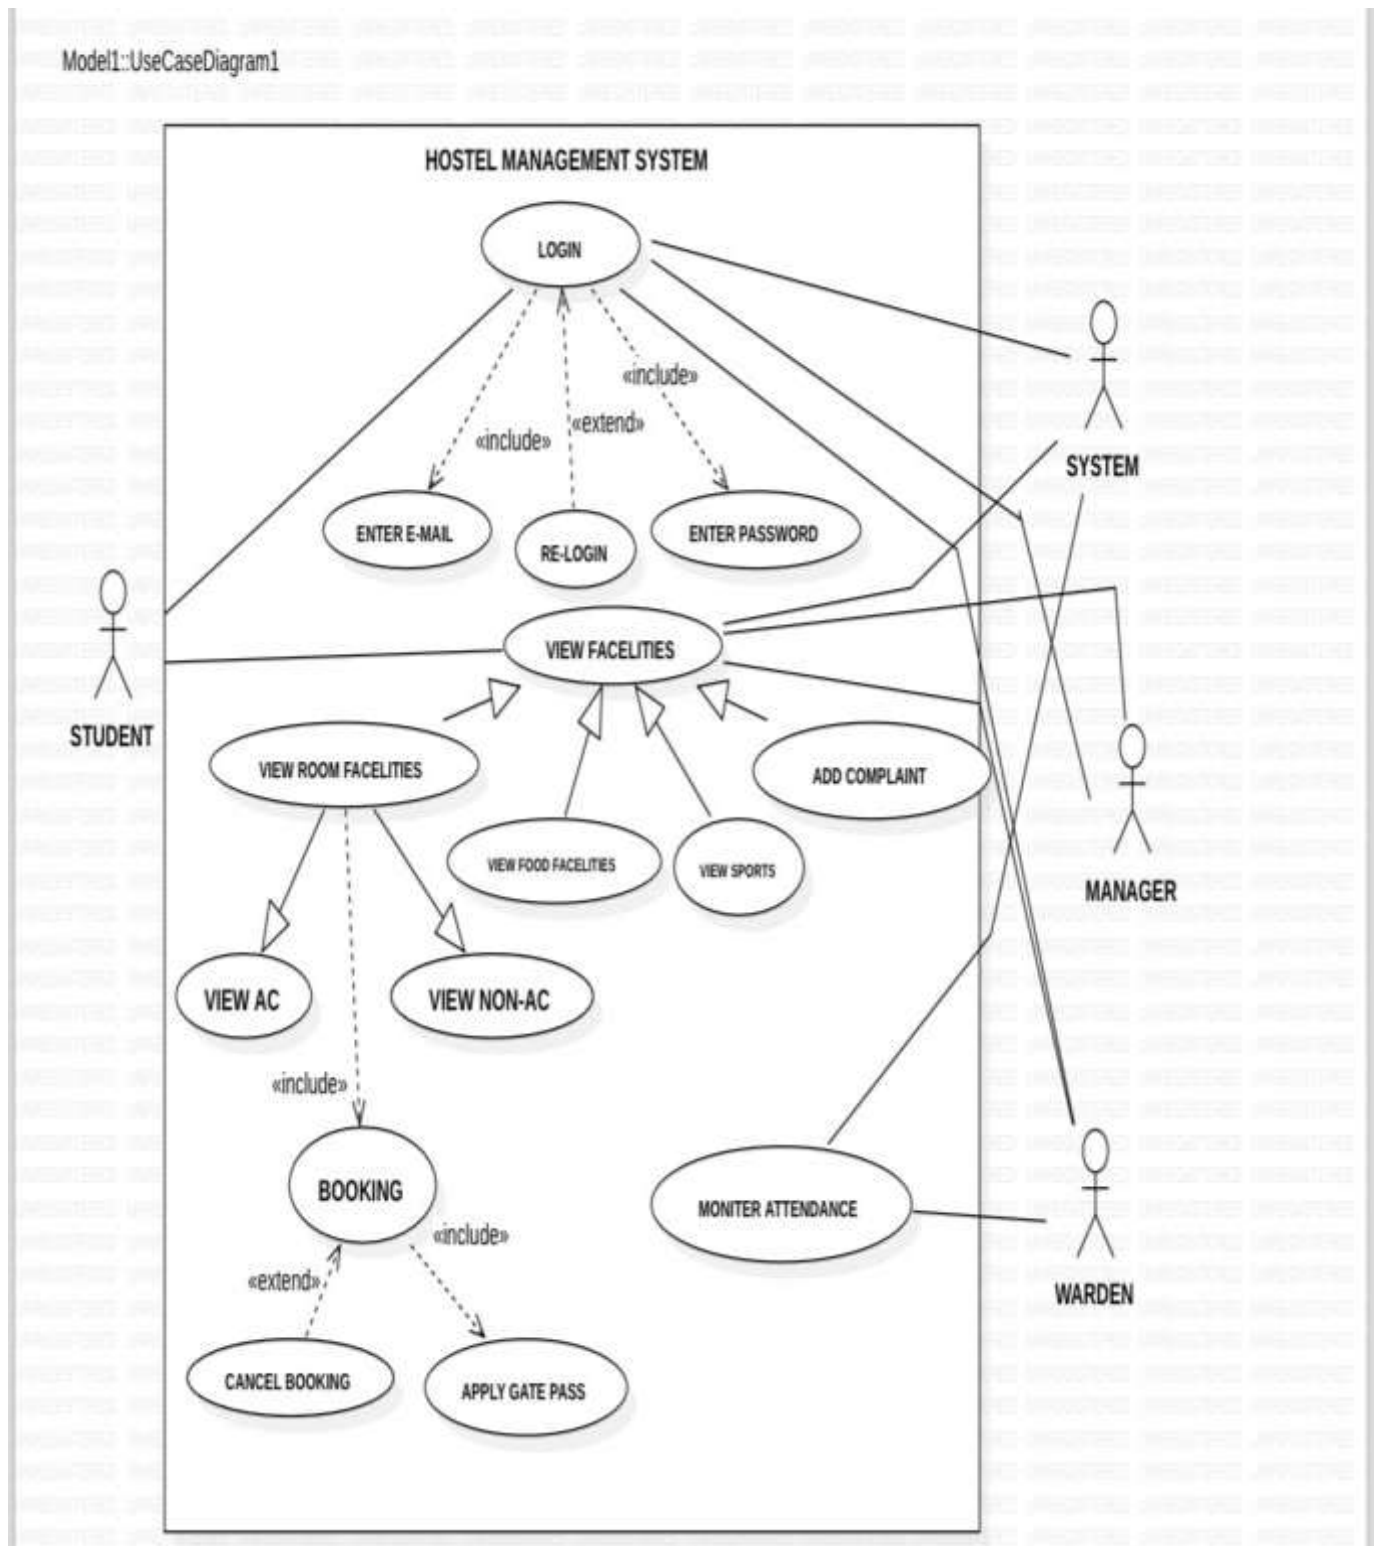 Model1::UseCaseDiagram1
HOSTEL MANAGEMENT SYSTEM
LOGIN
«include»
«extend»
«include»
SYSTEM
ENTER E-MAIL
RE-LOGIN
ENTER PASSWORD
VIEW FACELITIES
STUDENT
VIEW ROOM FACELITIES
ADD COMPLAINT
VIEW FOOD FACELITIES
VIEW SPORTS
MANAGER
VIEW AC
VIEW NON-AC
«include»
BOOKING
MONITER ATTENDANCE
«include»
«extend»
WARDEN
CANCEL BOOKING
APPLY GATE PASS